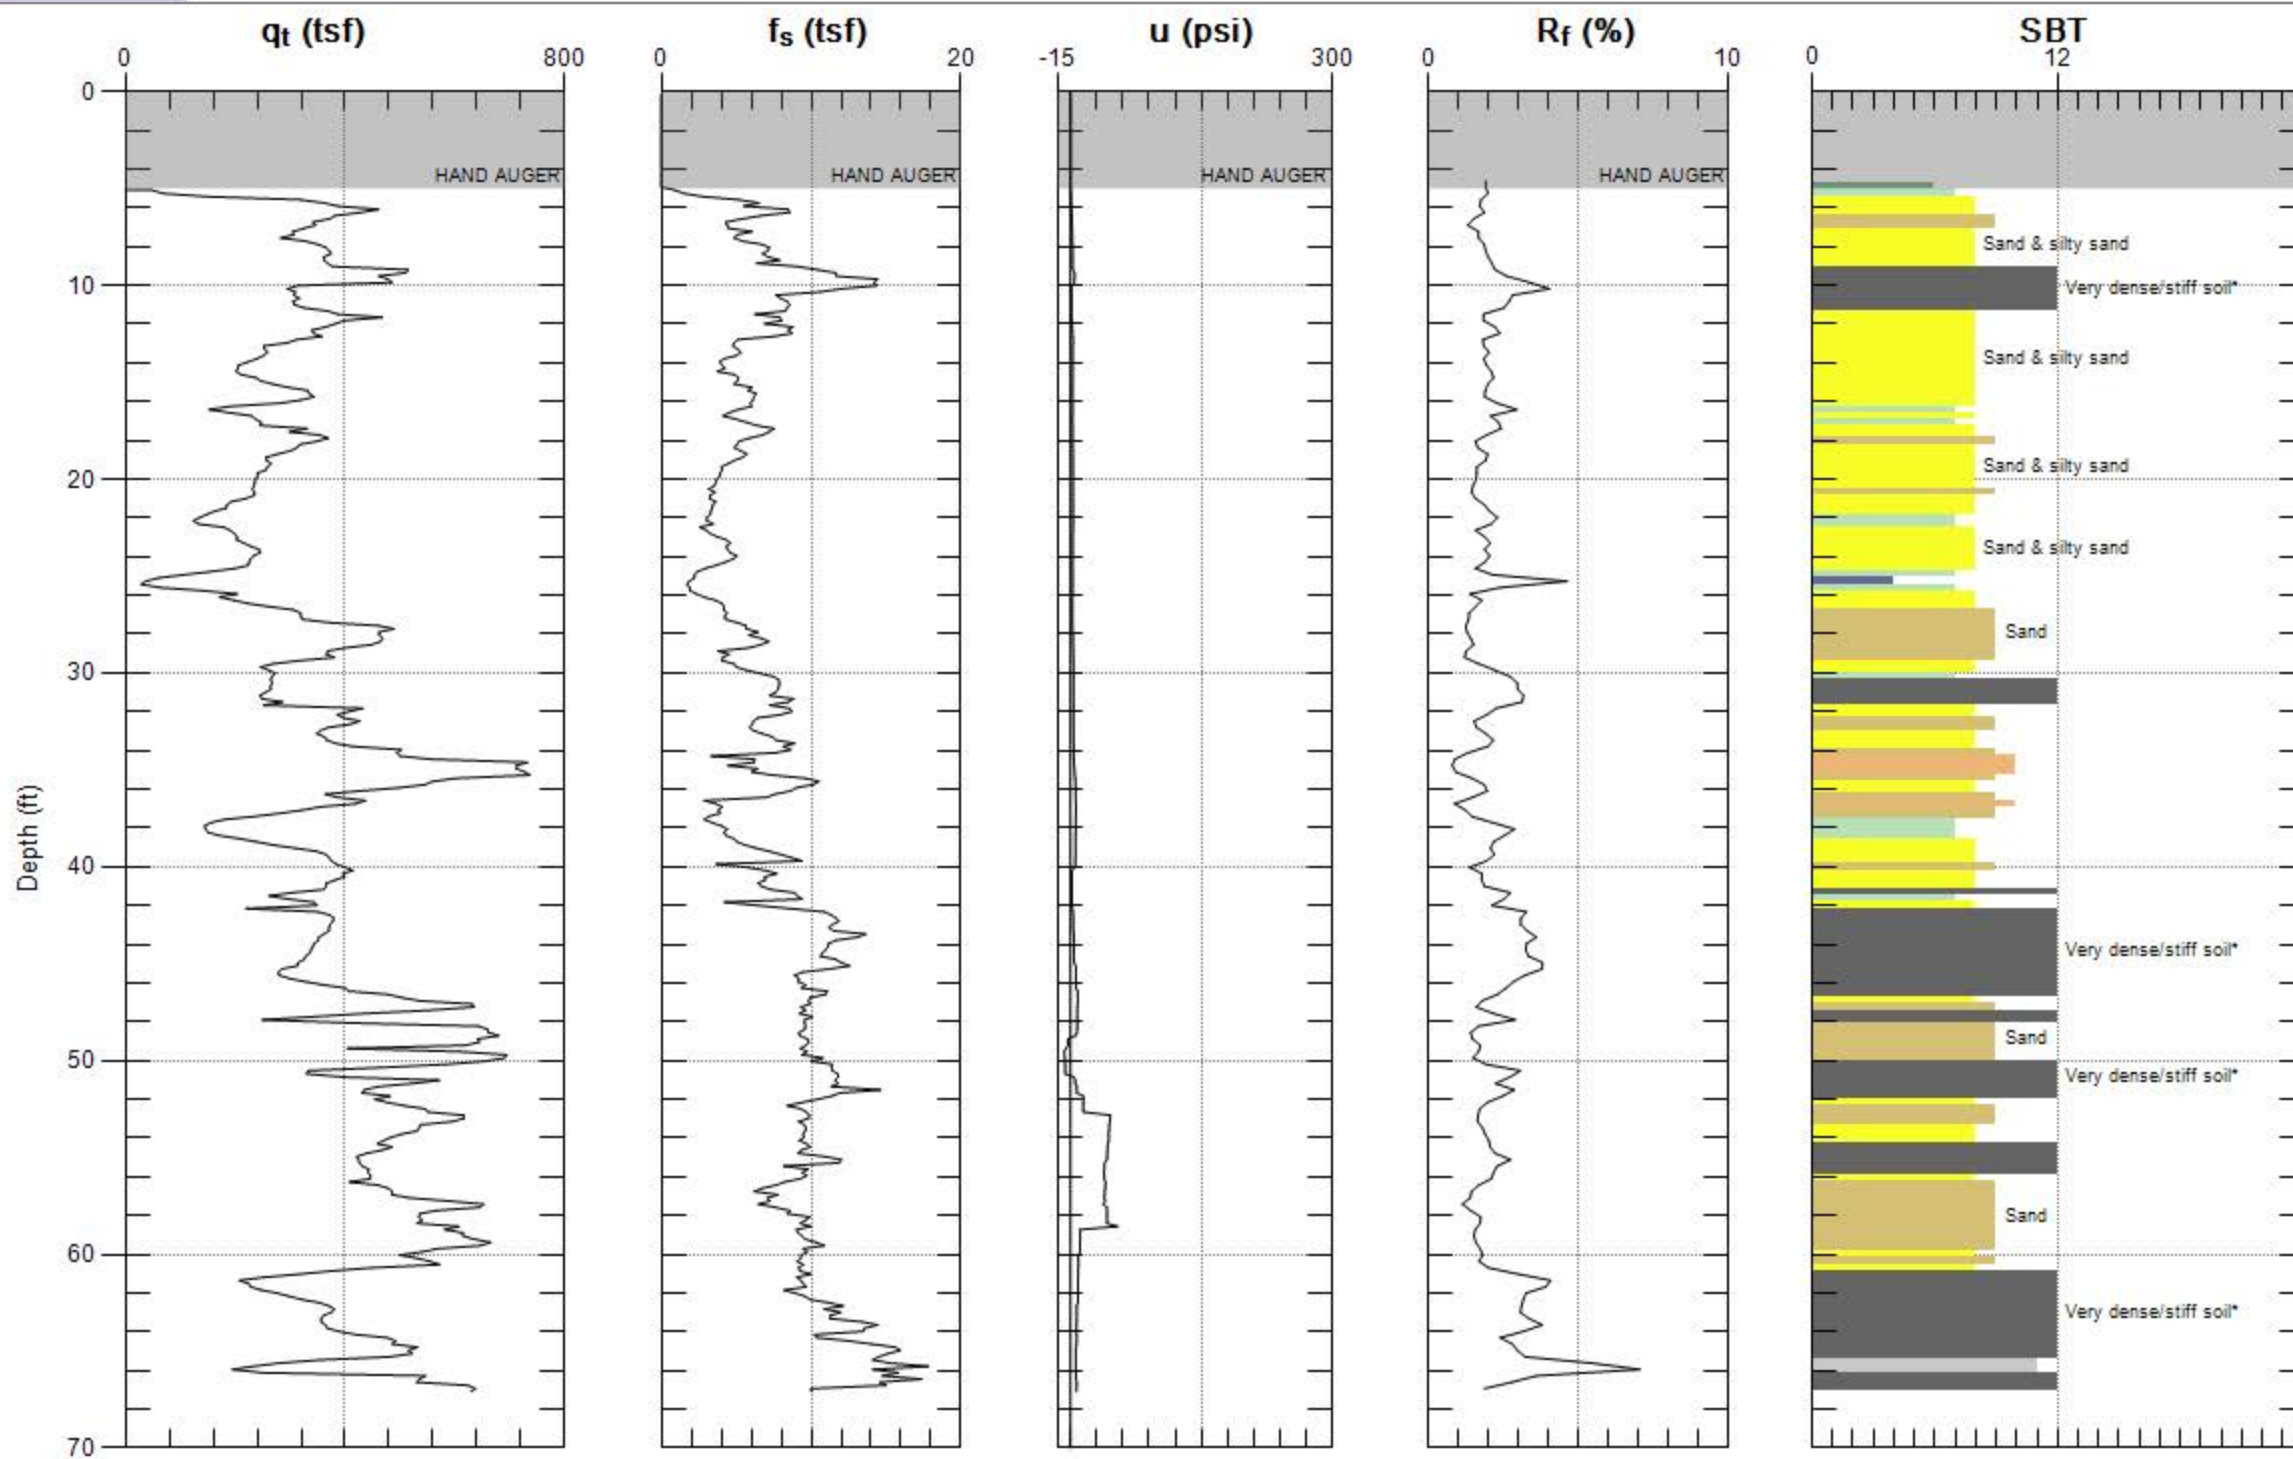 qt (tsf) fs (tsf) u (psi) Rf (%) SBT
0 800 0 20 -15 300 0 10 0 12
0
HAND AUGER HAND AUGER HAND AUGER HAND AUGER
Sand & silty sand
10 Very dense/stiff soil*
Sand & silty sand
Sand & silty sand
20
Sand & silty sand
Sand
30
Depth (ft)
40
Very dense/stiff soil*
Sand
50
Very dense/stiff soil*
Sand
60
Very dense/stiff soil*
70